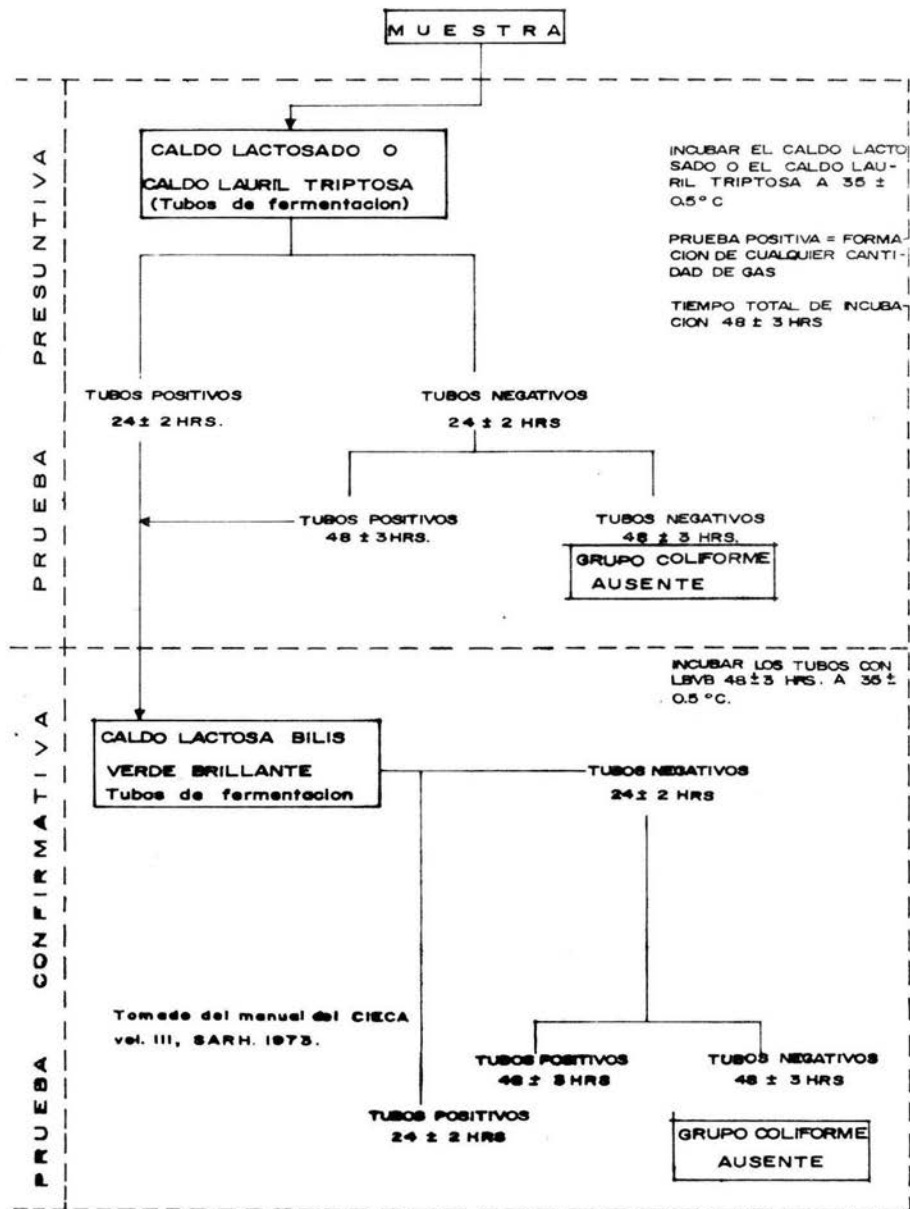 MUESTRA
PRUEBA PRESUNTIVA
CALDO LACTOSADO O
CALDO LAURIL TRIPTOSA
(Tubos de fermentacion)
INCUBAR EL CALDO LACTO
SADO O EL CALDO LAU-
RIL TRIPTOSA A 35 ±
0.5° C
PRUEBA POSITIVA = FORMA
CION DE CUALQUIER CANTI-
DAD DE GAS
TIEMPO TOTAL DE INCUBA-
CION 48 ± 3 HRS
TUBOS POSITIVOS
24 ± 2 HRS.
TUBOS NEGATIVOS
24 ± 2 HRS
TUBOS POSITIVOS
48 ± 3 HRS.
TUBOS NEGATIVOS
48 ± 3 HRS.
GRUPO COLIFORME
AUSENTE
PRUEBA CONFIRMATIVA
INCUBAR LOS TUBOS CON
LBVB 48 ± 3 HRS. A 35 ±
0.5 °C.
CALDO LACTOSA BILIS
VERDE BRILLANTE
Tubos de fermentacion
TUBOS NEGATIVOS
24 ± 2 HRS
Tomado del manual del CIECA
vol. III, SARH. 1973.
TUBOS POSITIVOS
48 ± 3 HRS
TUBOS NEGATIVOS
48 ± 3 HRS
TUBOS POSITIVOS
24 ± 2 HRS
GRUPO COLIFORME
AUSENTE